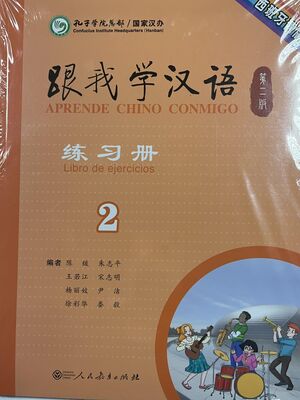 孔子学院总部/国家汉办
Confucius Institute Headquarters (Hanban)
西班牙
跟我学汉语
第二版
APRENDE CHINO CONMIGO
练习册
Libro de ejercicios
2
编者 陈绂 朱志平
王若江 宋志明
杨丽姣 尹洁
徐彩华 娄毅
人民教育出版社